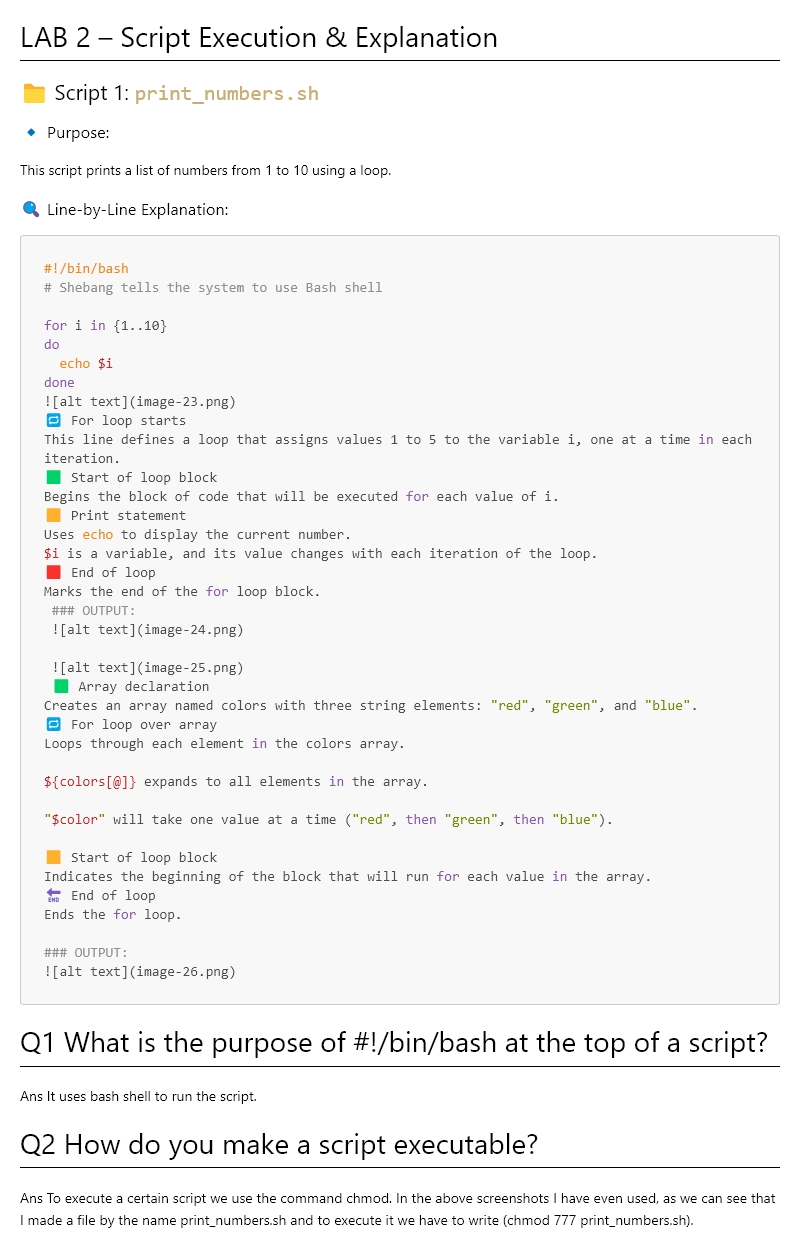 LAB 2 – Script Execution & Explanation
Script 1: print_numbers.sh
Purpose:
This script prints a list of numbers from 1 to 10 using a loop.
Line-by-Line Explanation:
#!/bin/bash
# Shebang tells the system to use Bash shell
for i in {1..10}
do
echo $i
done
![alt text](image-23.png)
For loop starts
This line defines a loop that assigns values 1 to 5 to the variable i, one at a time in each
iteration.
Start of loop block
Begins the block of code that will be executed for each value of i.
Print statement
Uses echo to display the current number.
$i is a variable, and its value changes with each iteration of the loop.
End of loop
Marks the end of the for loop block.
### OUTPUT:
![alt text](image-24.png)
![alt text](image-25.png)
Array declaration
Creates an array named colors with three string elements: "red", "green", and "blue".
For loop over array
Loops through each element in the colors array.
${colors[@]} expands to all elements in the array.
"$color" will take one value at a time ("red", then "green", then "blue").
Start of loop block
Indicates the beginning of the block that will run for each value in the array.
END End of loop
Ends the for loop.
### OUTPUT:
![alt text](image-26.png)
Q1 What is the purpose of #!/bin/bash at the top of a script?
Ans It uses bash shell to run the script.
Q2 How do you make a script executable?
Ans To execute a certain script we use the command chmod. In the above screenshots I have even used, as we can see that
I made a file by the name print_numbers.sh and to execute it we have to write (chmod 777 print_numbers.sh).